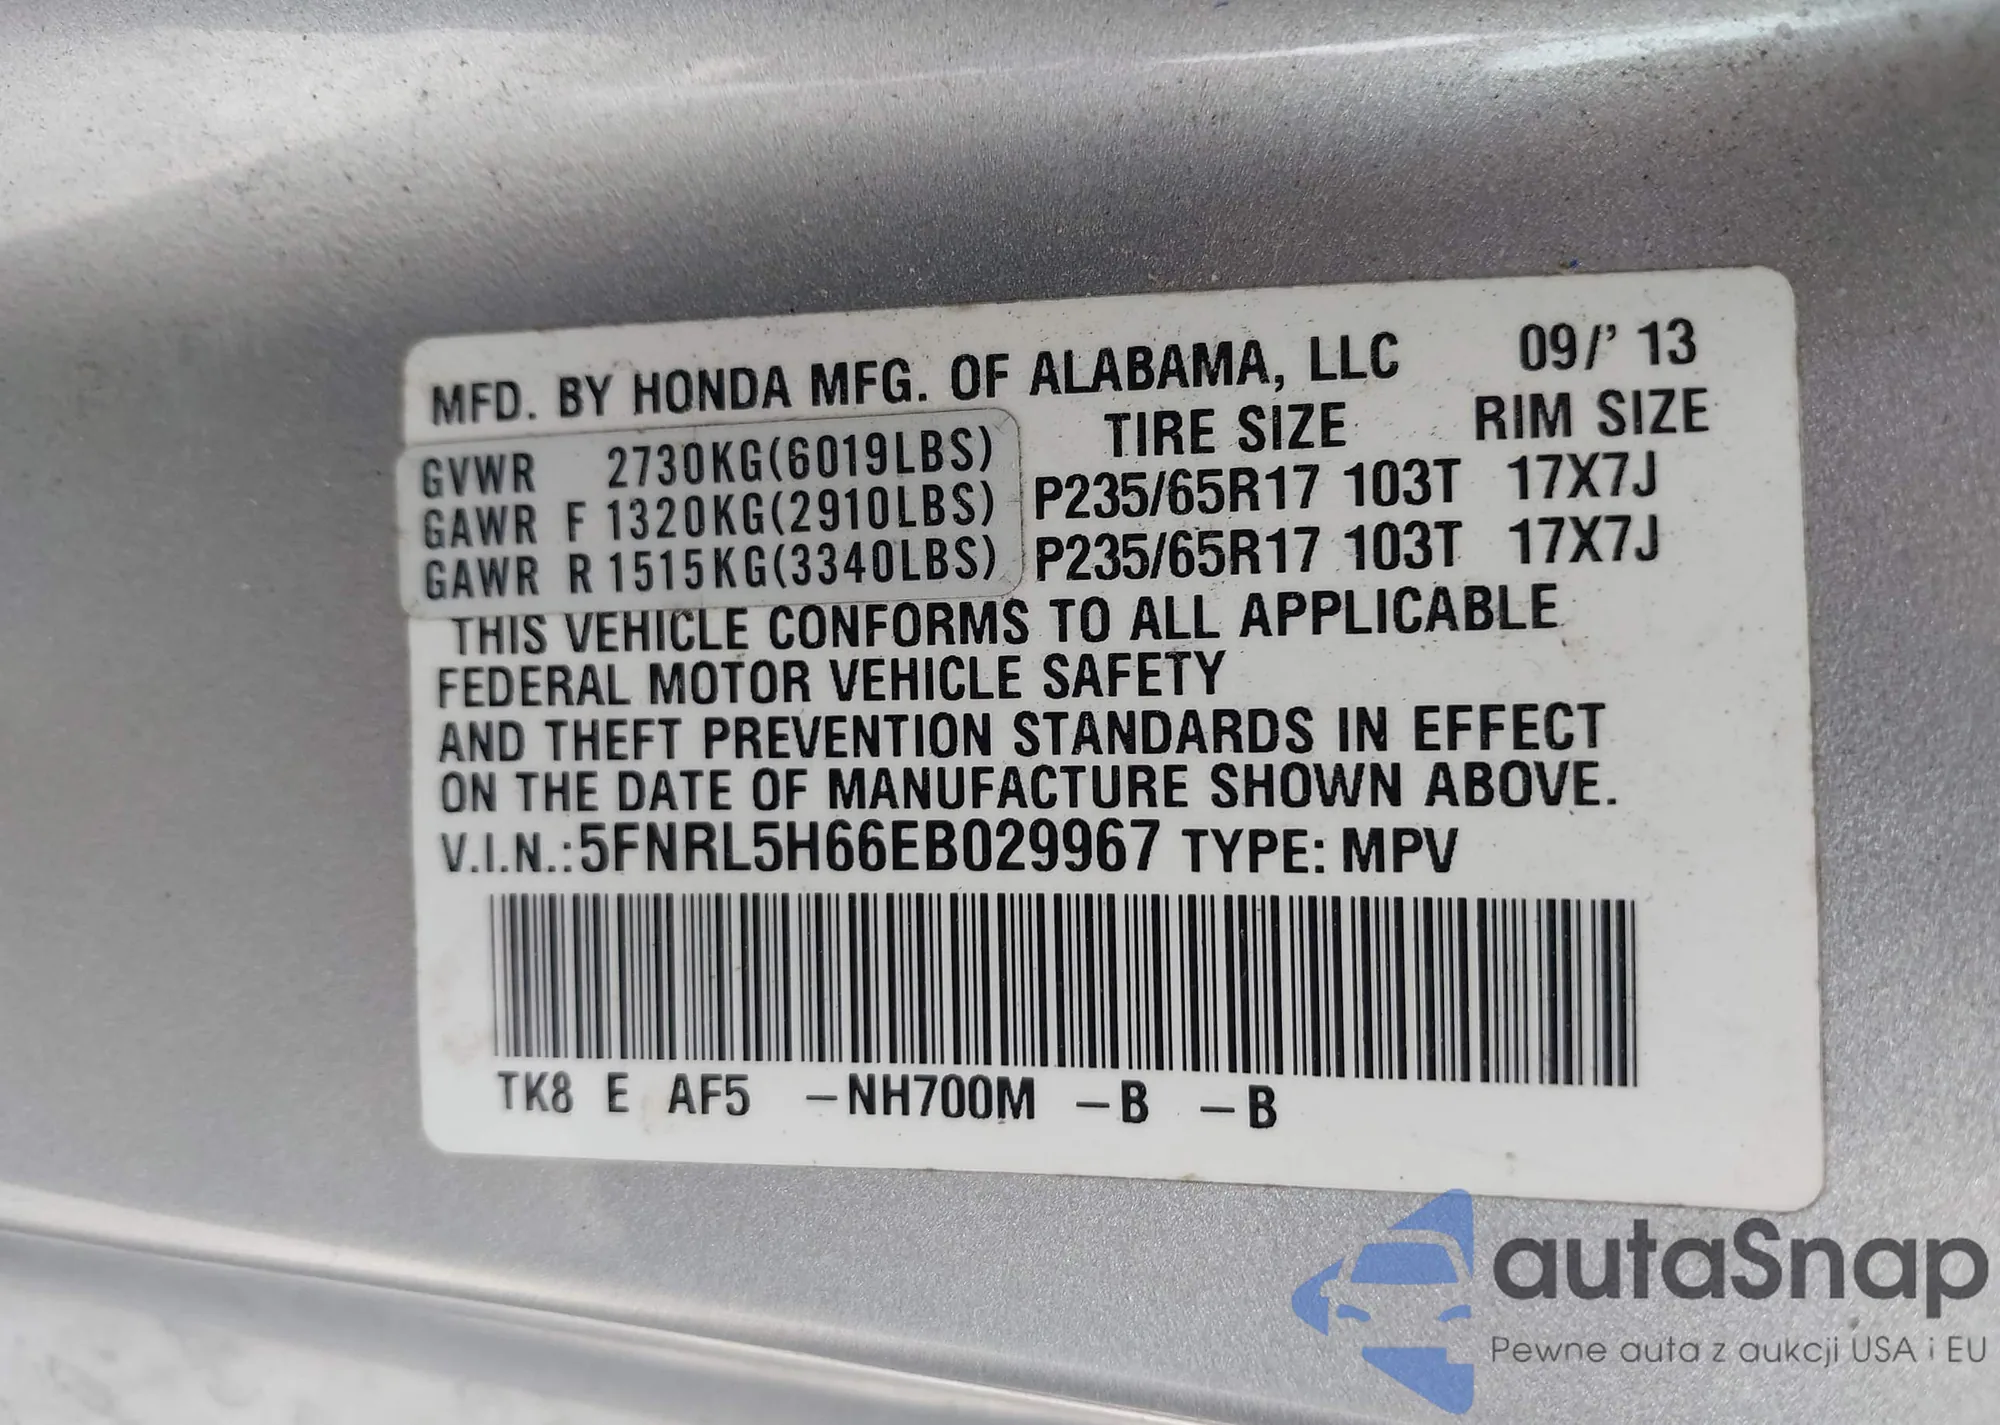 MFD. BY HONDA MFG. OF ALABAMA, LLC 09/' 13
TIRE SIZE RIM SIZE
GVWR 2730KG(6019LBS)
GAWR F 1320KG(2910LBS) P235/65R17 103T 17X7J
GAWR R 1515KG(3340LBS) P235/65R17 103T 17X7J
THIS VEHICLE CONFORMS TO ALL APPLICABLE
FEDERAL MOTOR VEHICLE SAFETY
AND THEFT PREVENTION STANDARDS IN EFFECT
ON THE DATE OF MANUFACTURE SHOWN ABOVE.
V.I.N.:5FNRL5H66EB029967 TYPE: MPV
TK8 E AF5 –NH700M –B –B
autaSnap
Pewne auta z aukcji USA i EU